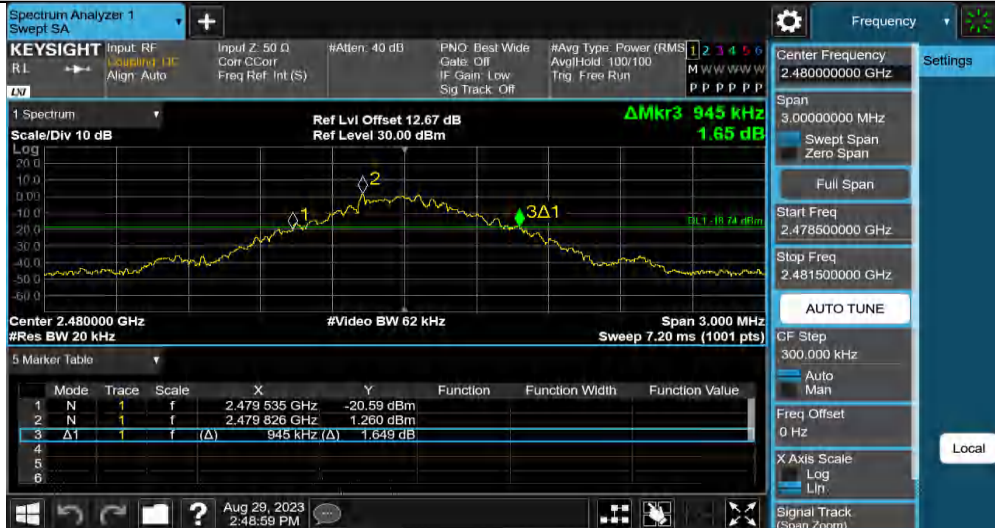 Spectrum Analyzer 1
Swept SA
+
Frequency
KEYSIGHT
RL
LXI
Input: RF
Coupling: DC
Align: Auto
Input Z: 50 Ω
Corr CCorr
Freq Ref: Int (S)
#Atten: 40 dB
PNO: Best Wide
Gate: Off
IF Gain: Low
Sig Track: Off
#Avg Type: Power (RMS
Avg|Hold: 100/100
Trig: Free Run
1 2 3 4 5 6
M W W W W W
P P P P P P
1 Spectrum
Scale/Div 10 dB
Ref Lvl Offset 12.67 dB
Ref Level 30.00 dBm
ΔMkr3 945 kHz
1.65 dB
Log
20.0
10.0
0.00
-10.0
-20.0
-40.0
-50.0
-60.0
1
2
3Δ1
DL1 -18.74 dBm
Center 2.480000 GHz
#Video BW 62 kHz
Span 3.000 MHz
#Res BW 20 kHz
Sweep 7.20 ms (1001 pts)
5 Marker Table
Mode Trace Scale X Y Function Function Width Function Value
1 N 1 f 2.479 535 GHz -20.59 dBm
2 N 1 f 2.479 826 GHz 1.260 dBm
3 Δ1 1 f (Δ) 945 kHz (Δ) 1.649 dB
4
5
6
Aug 29, 2023
2:48:59 PM
?
Center Frequency
2.480000000 GHz
Span
3.00000000 MHz
Swept Span
Zero Span
Full Span
Start Freq
2.478500000 GHz
Stop Freq
2.481500000 GHz
AUTO TUNE
CF Step
300.000 kHz
Auto
Man
Freq Offset
0 Hz
X Axis Scale
Log
Lin
Signal Track
(Span Zoom)
Settings
Local